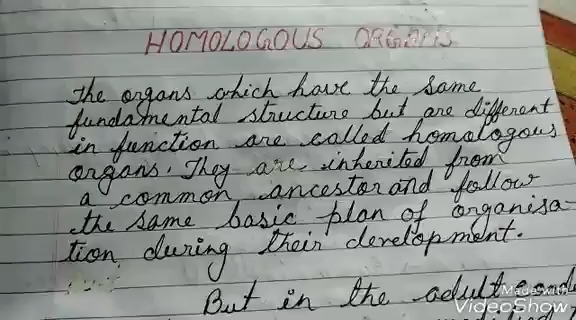 HOMOLOGOUS ORGANS
The organs which have the same
fundamental structure but are different
in function are called homologous
organs. They are inherited from
a common ancestor and follow
the same basic plan of organisa-
tion during their development.
But in the adult
Made with
VideoShow